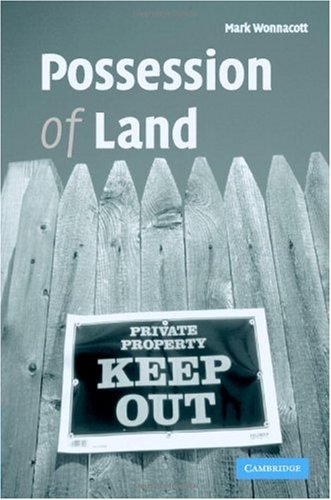 Mark Wonnacott
Possession
of Land
PRIVATE
PROPERTY
KEEP
OUT
CAMBRIDGE